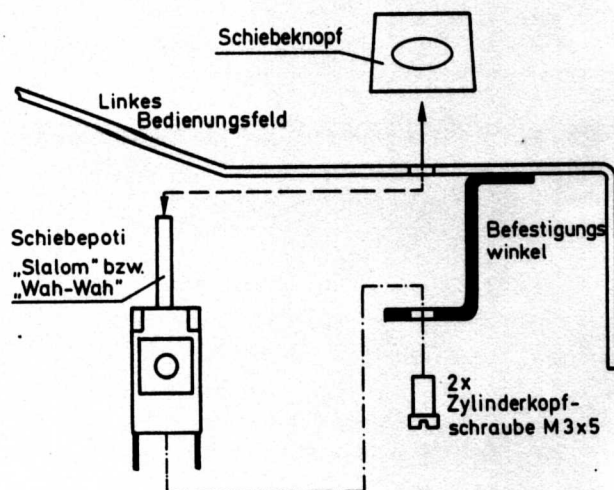 Schiebeknopf
Linkes
Bedienungsfeld
Schiebepoti
„Slalom" bzw.
„Wah-Wah"
Befestigungs
winkel
2x
Zylinderkopf-
schraube M3x5